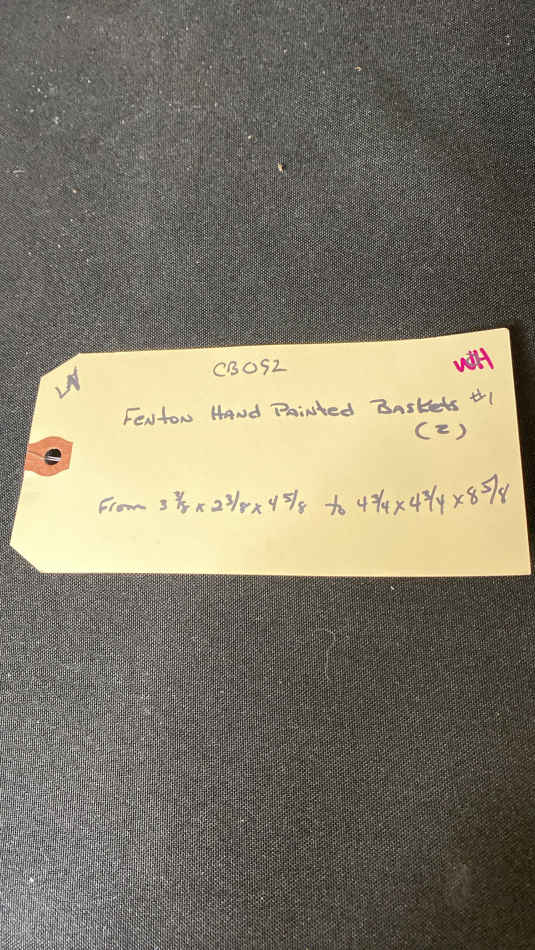 LN
CB092
WH
Fenton Hand Painted Baskets #1
(2)
From 3 3/8 x 2 3/8 x 4 5/8 to 4 3/4 x 4 3/4 x 8 5/8